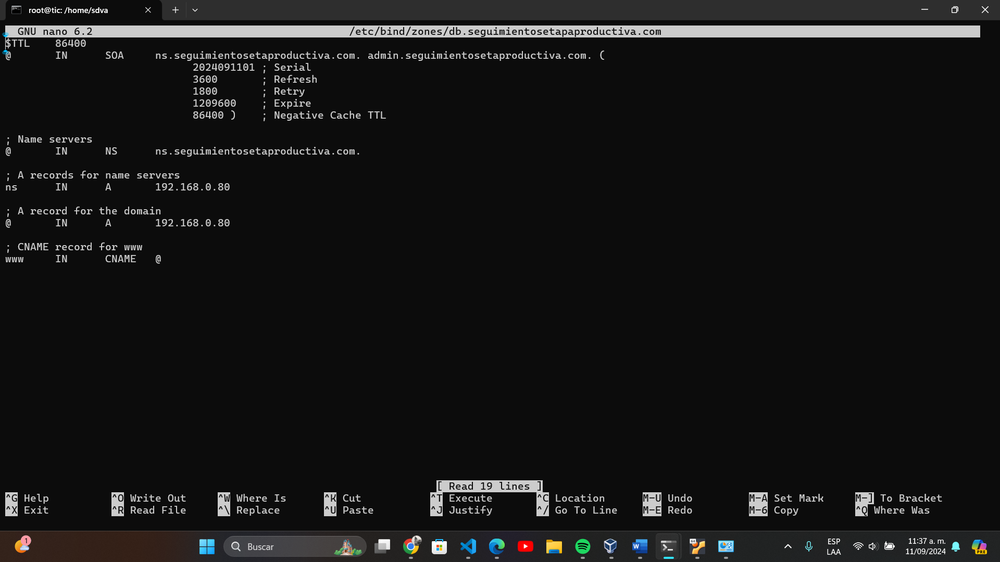 root@tic: /home/sdva
GNU nano 6.2 /etc/bind/zones/db.seguimientosetapaproductiva.com
$TTL 86400
@ IN SOA ns.seguimientosetaproductiva.com. admin.seguimientosetaproductiva.com. (
2024091101 ; Serial
3600 ; Refresh
1800 ; Retry
1209600 ; Expire
86400 ) ; Negative Cache TTL
; Name servers
@ IN NS ns.seguimientosetaproductiva.com.
; A records for name servers
ns IN A 192.168.0.80
; A record for the domain
@ IN A 192.168.0.80
; CNAME record for www
www IN CNAME @
[ Read 19 lines ]
^G Help ^O Write Out ^W Where Is ^K Cut ^T Execute ^C Location M-U Undo M-A Set Mark M-] To Bracket
^X Exit ^R Read File ^\ Replace ^U Paste ^J Justify ^/ Go To Line M-E Redo M-6 Copy ^Q Where Was
1
Buscar
64
ESP
LAA
11:37 a. m.
11/09/2024
PRE